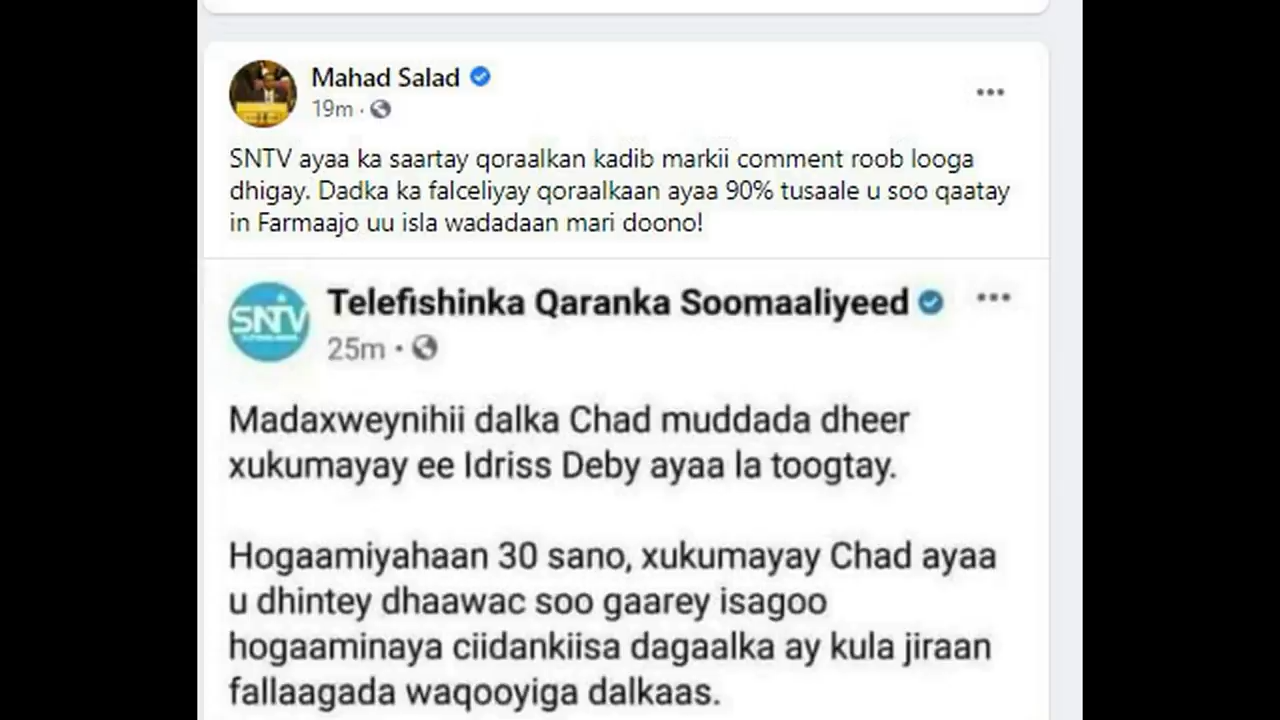 Mahad Salad
19m ·
SNTV ayaa ka saartay qoraalkan kadib markii comment roob looga
dhigay. Dadka ka falceliyay qoraalkaan ayaa 90% tusaale u soo qaatay
in Farmaajo uu isla wadadaan mari doono!
SNTV
Telefishinka Qaranka Soomaaliyeed
25m ·
Madaxweynihii dalka Chad muddada dheer
xukumayay ee Idriss Deby ayaa la toogtay.
Hogaamiyahaan 30 sano, xukumayay Chad ayaa
u dhintey dhaawac soo gaarey isagoo
hogaaminaya ciidankiisa dagaalka ay kula jiraan
fallaagada waqooyiga dalkaas.